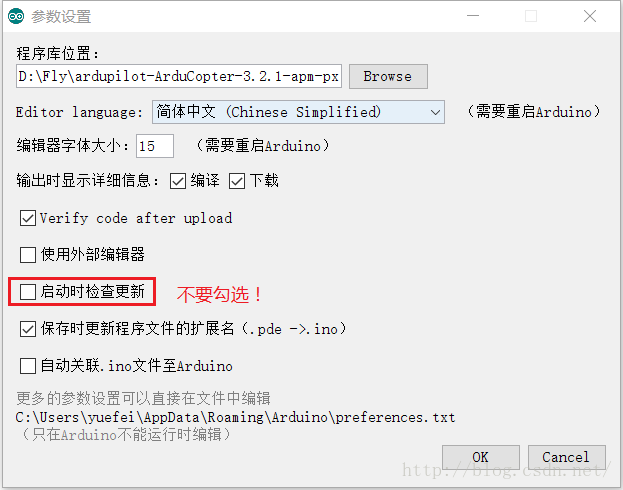 参数设置
程序库位置：
D:\Fly\ardupilot-ArduCopter-3.2.1-apm-px Browse
Editor language: 简体中文 (Chinese Simplified) （需要重启Arduino）
编辑器字体大小： 15 （需要重启Arduino）
输出时显示详细信息： 编译 下载
Verify code after upload
使用外部编辑器
启动时检查更新 不要勾选！
保存时更新程序文件的扩展名（.pde ->.ino）
自动关联.ino文件至Arduino
更多的参数设置可以直接在文件中编辑
C:\Users\yuefei\AppData\Roaming\Arduino\preferences.txt
（只在Arduino不能运行时编辑）
OK Cancel
http://blog.csdn.net/